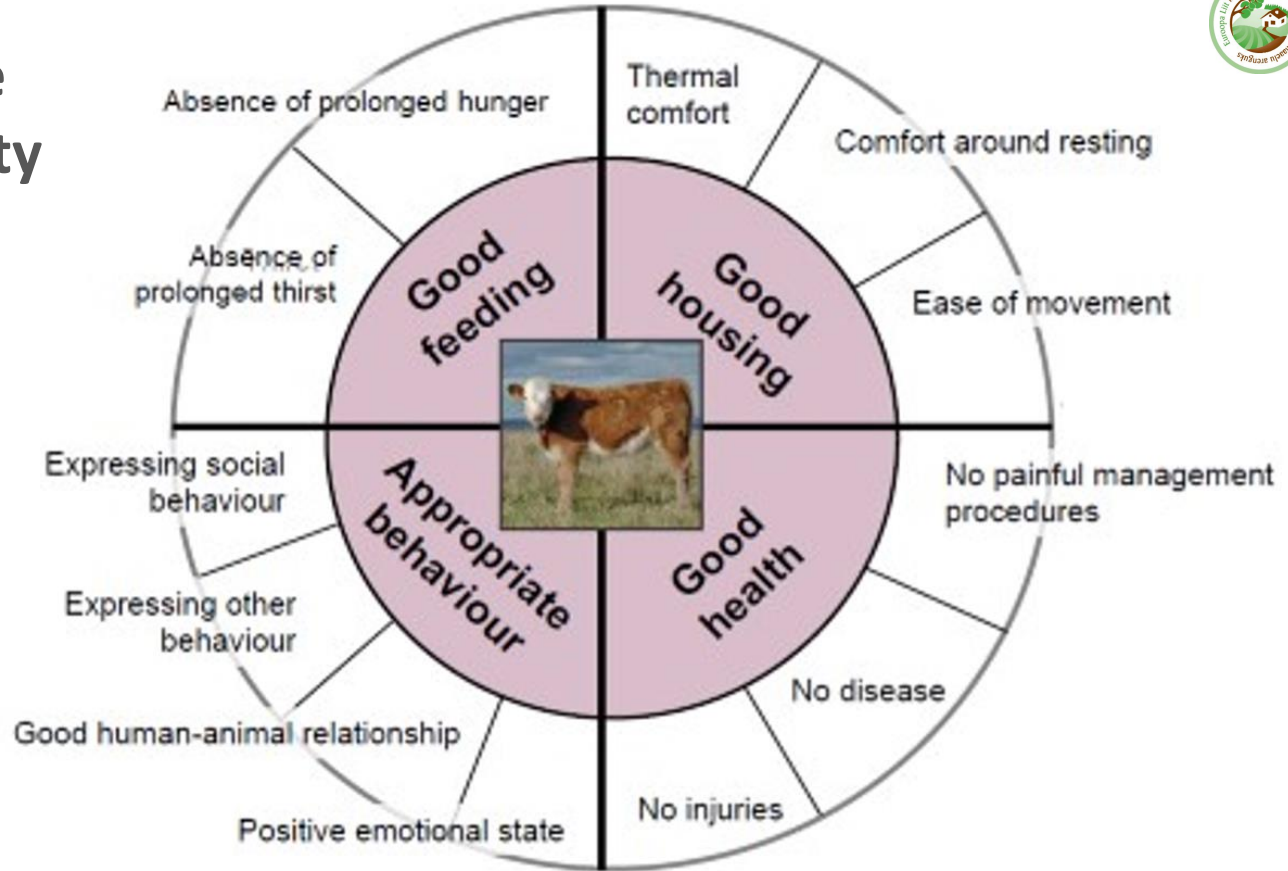 ty
Absence of prolonged hunger
Absence of
prolonged thirst
Good
feeding
Thermal
comfort
Comfort around resting
Ease of movement
Good
housing
Expressing social
behaviour
Expressing other
behaviour
Good human-animal relationship
Positive emotional state
Appropriate
behaviour
No painful management
procedures
No disease
No injuries
Good
health